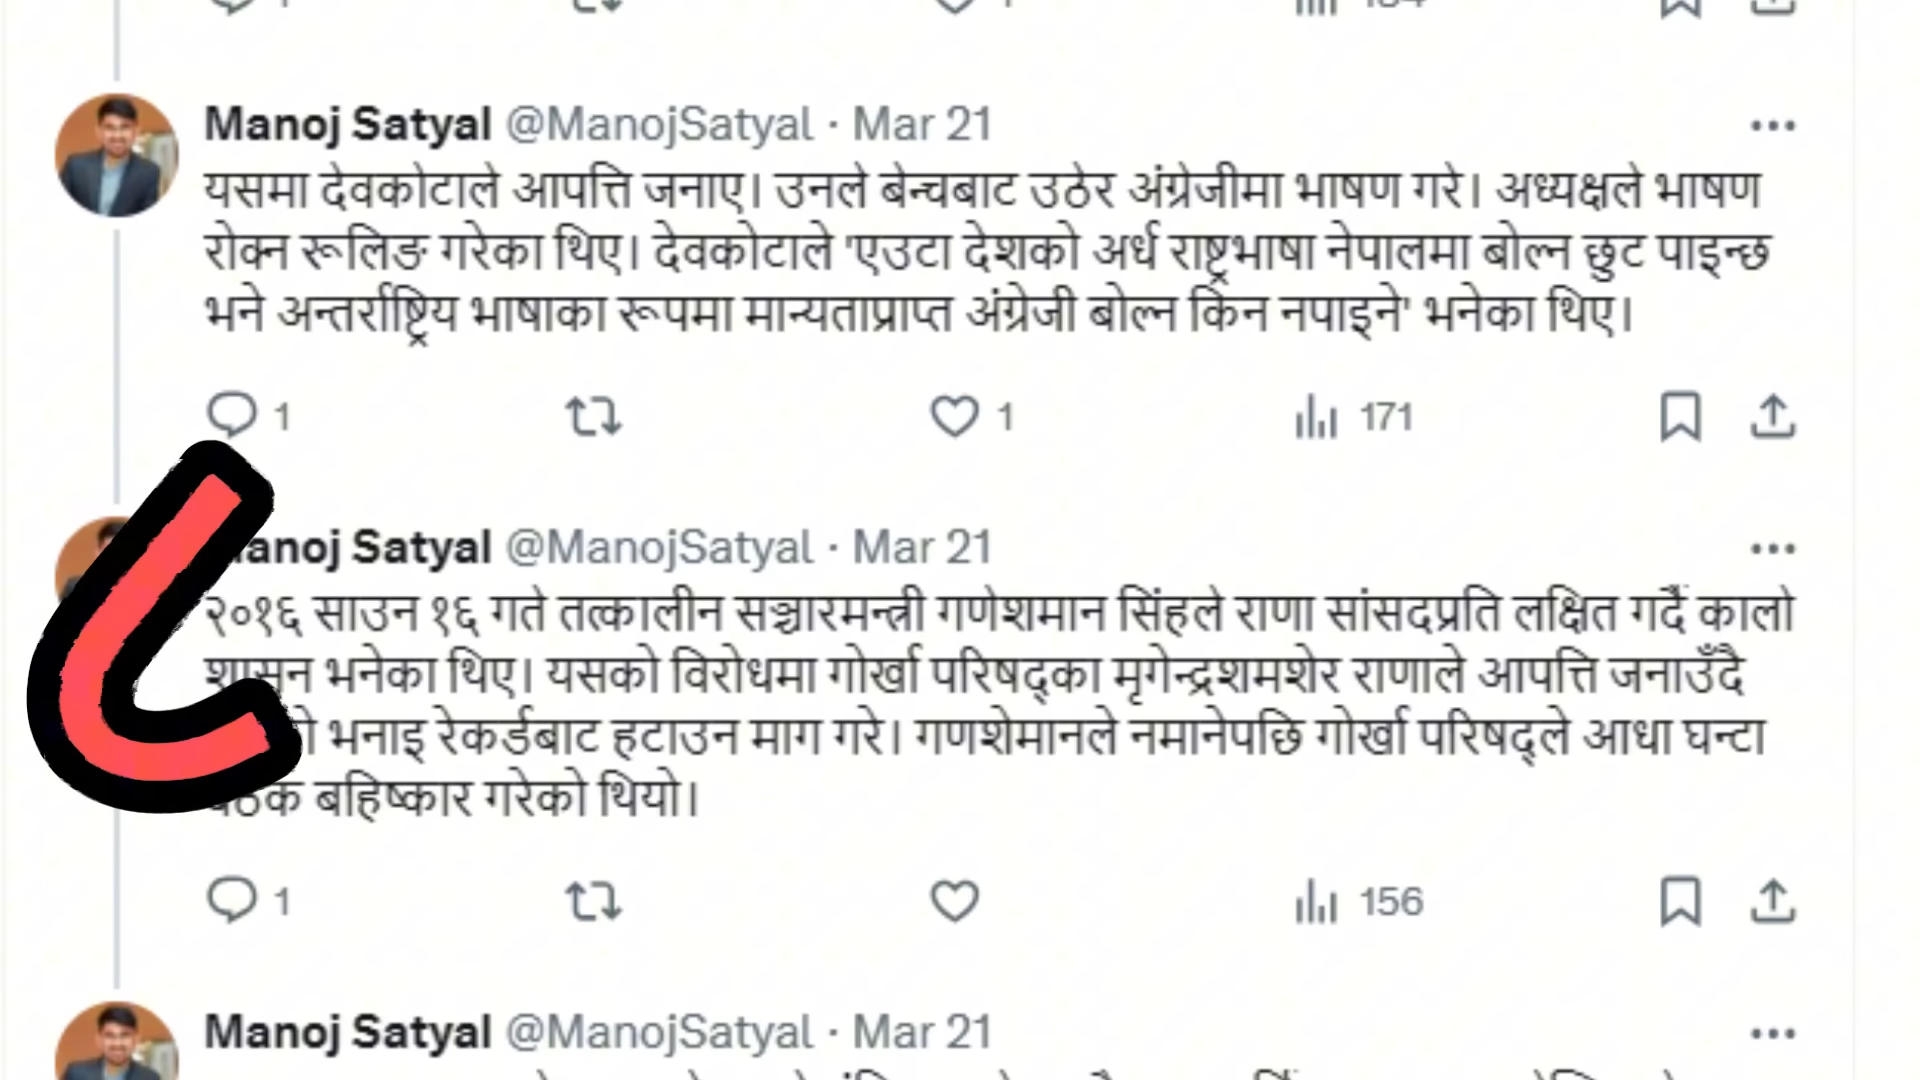 Manoj Satyal @ManojSatyal · Mar 21
यसमा देवकोटाले आपत्ति जनाए। उनले बेन्चबाट उठेर अंग्रेजीमा भाषण गरे। अध्यक्षले भाषण
रोक्न रूलिङ गरेका थिए। देवकोटाले 'एउटा देशको अर्ध राष्ट्रभाषा नेपालमा बोल्न छुट पाइन्छ
भने अन्तर्राष्ट्रिय भाषाका रूपमा मान्यताप्राप्त अंग्रेजी बोल्न किन नपाइने' भनेका थिए।
1 1 171
Manoj Satyal @ManojSatyal · Mar 21
२०१६ साउन १६ गते तत्कालीन सञ्चारमन्त्री गणेशमान सिंहले राणा सांसदप्रति लक्षित गर्दै कालो
शासन भनेका थिए। यसको विरोधमा गोर्खा परिषद्का मृगेन्द्रशमशेर राणाले आपत्ति जनाउँदै
भनाइ रेकर्डबाट हटाउन माग गरे। गणशेमानले नमानेपछि गोर्खा परिषद्ले आधा घन्टा
बैठक बहिष्कार गरेको थियो।
1 156
Manoj Satyal @ManojSatyal · Mar 21